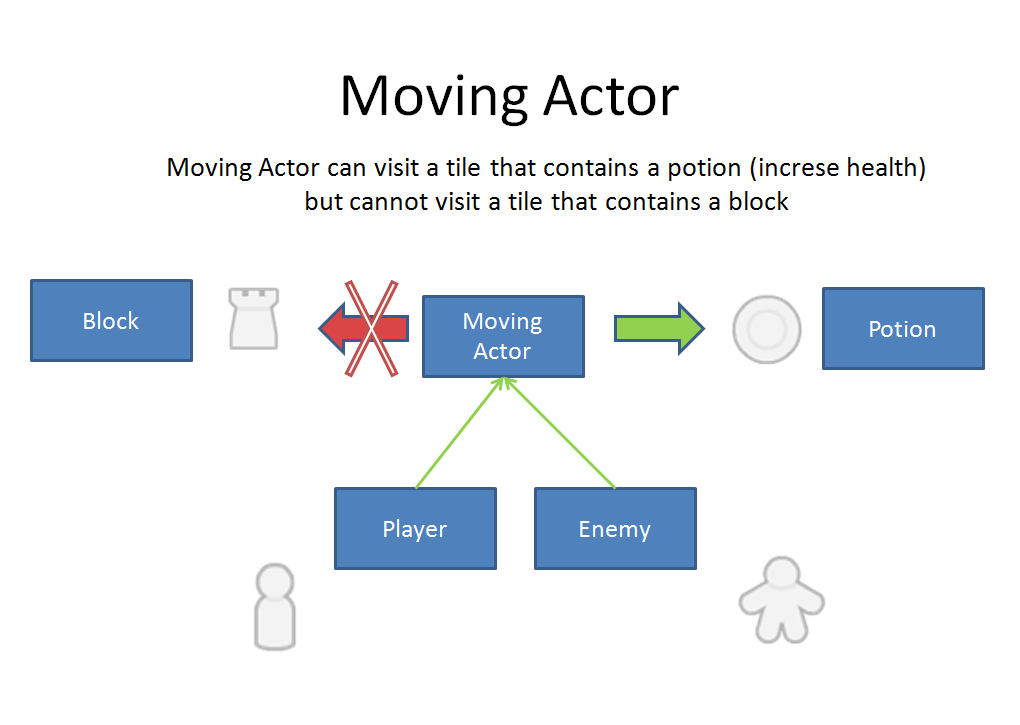 Moving Actor
Moving Actor can visit a tile that contains a potion (increse health)
but cannot visit a tile that contains a block
Block
Moving
Actor
Potion
Player
Enemy